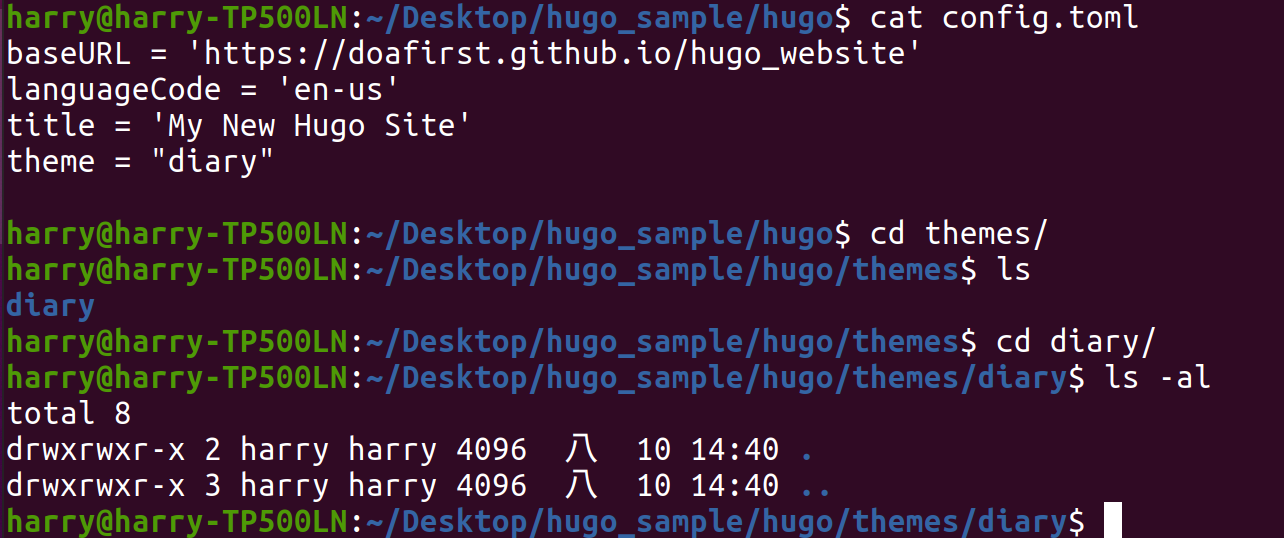 harry@harry-TP500LN:~/Desktop/hugo_sample/hugo$ cat config.toml
baseURL = 'https://doafirst.github.io/hugo_website'
languageCode = 'en-us'
title = 'My New Hugo Site'
theme = "diary"
harry@harry-TP500LN:~/Desktop/hugo_sample/hugo$ cd themes/
harry@harry-TP500LN:~/Desktop/hugo_sample/hugo/themes$ ls
diary
harry@harry-TP500LN:~/Desktop/hugo_sample/hugo/themes$ cd diary/
harry@harry-TP500LN:~/Desktop/hugo_sample/hugo/themes/diary$ ls -al
total 8
drwxrwxr-x 2 harry harry 4096  八  10 14:40 .
drwxrwxr-x 3 harry harry 4096  八  10 14:40 ..
harry@harry-TP500LN:~/Desktop/hugo_sample/hugo/themes/diary$